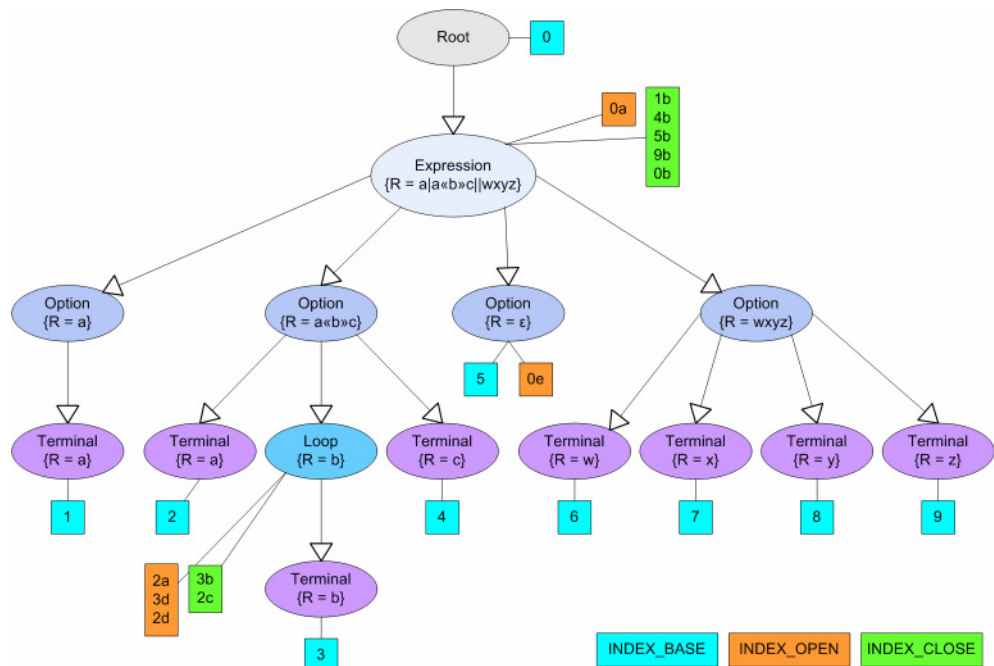 Root
0
0a
1b
4b
5b
9b
0b
Expression
{R = a|a«b»c||wxyz}
Option
{R = a}
Option
{R = a«b»c}
Option
{R = ε}
Option
{R = wxyz}
5
0e
Terminal
{R = a}
Terminal
{R = a}
Loop
{R = b}
Terminal
{R = c}
Terminal
{R = w}
Terminal
{R = x}
Terminal
{R = y}
Terminal
{R = z}
1
2
4
6
7
8
9
2a
3d
2d
3b
2c
Terminal
{R = b}
3
INDEX_BASE
INDEX_OPEN
INDEX_CLOSE